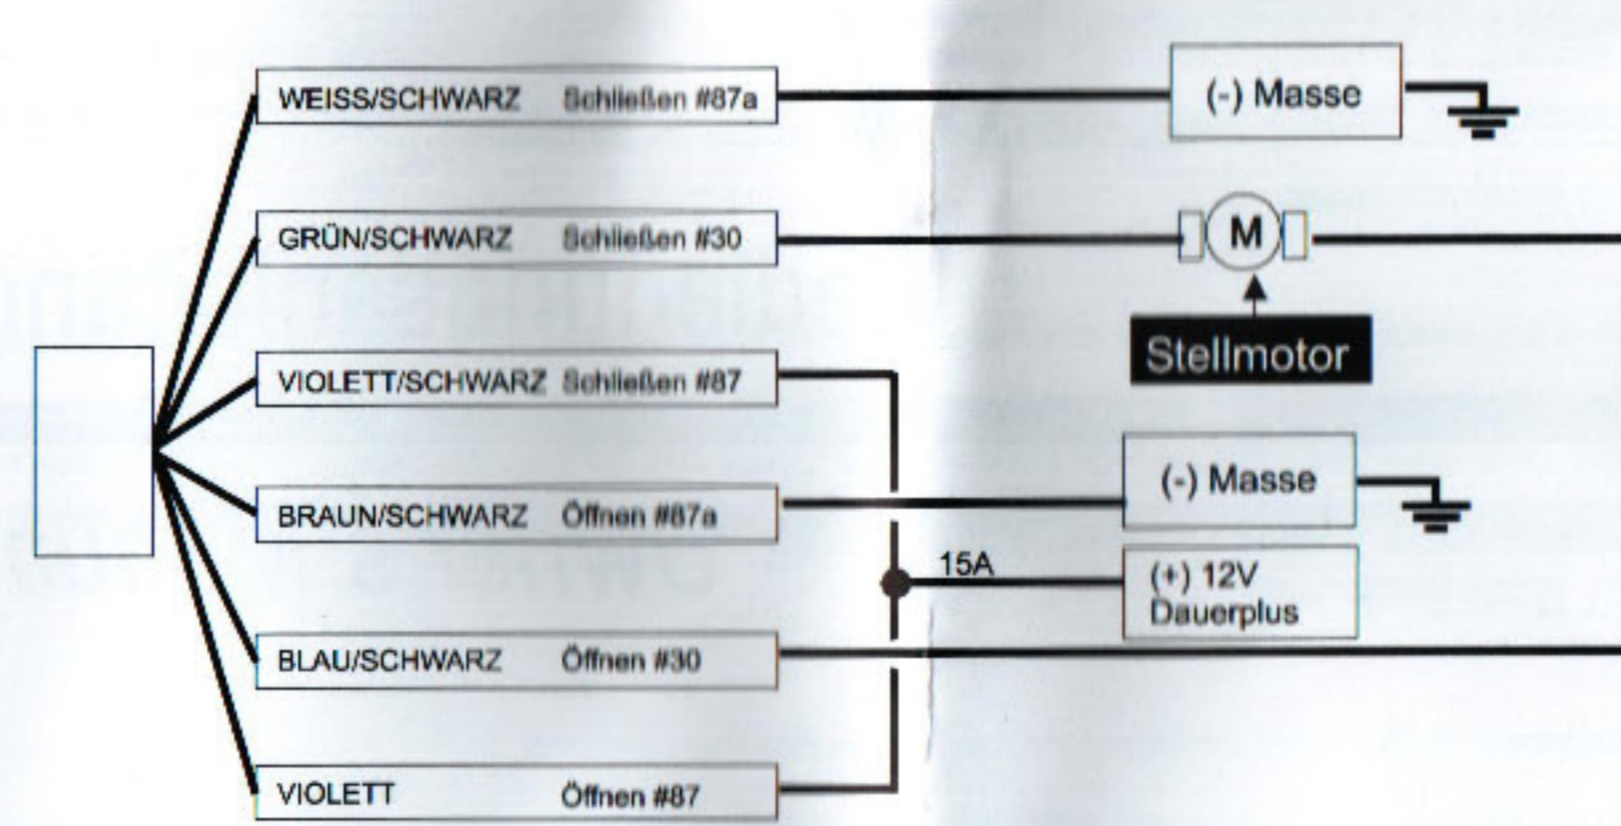 WEISS/SCHWARZ Schließen #87a
(-) Masse
GRÜN/SCHWARZ Schließen #30
M
Stellmotor
VIOLETT/SCHWARZ Schließen #87
(-) Masse
BRAUN/SCHWARZ Öffnen #87a
15A
(+) 12V
Dauerplus
BLAU/SCHWARZ Öffnen #30
VIOLETT Öffnen #87